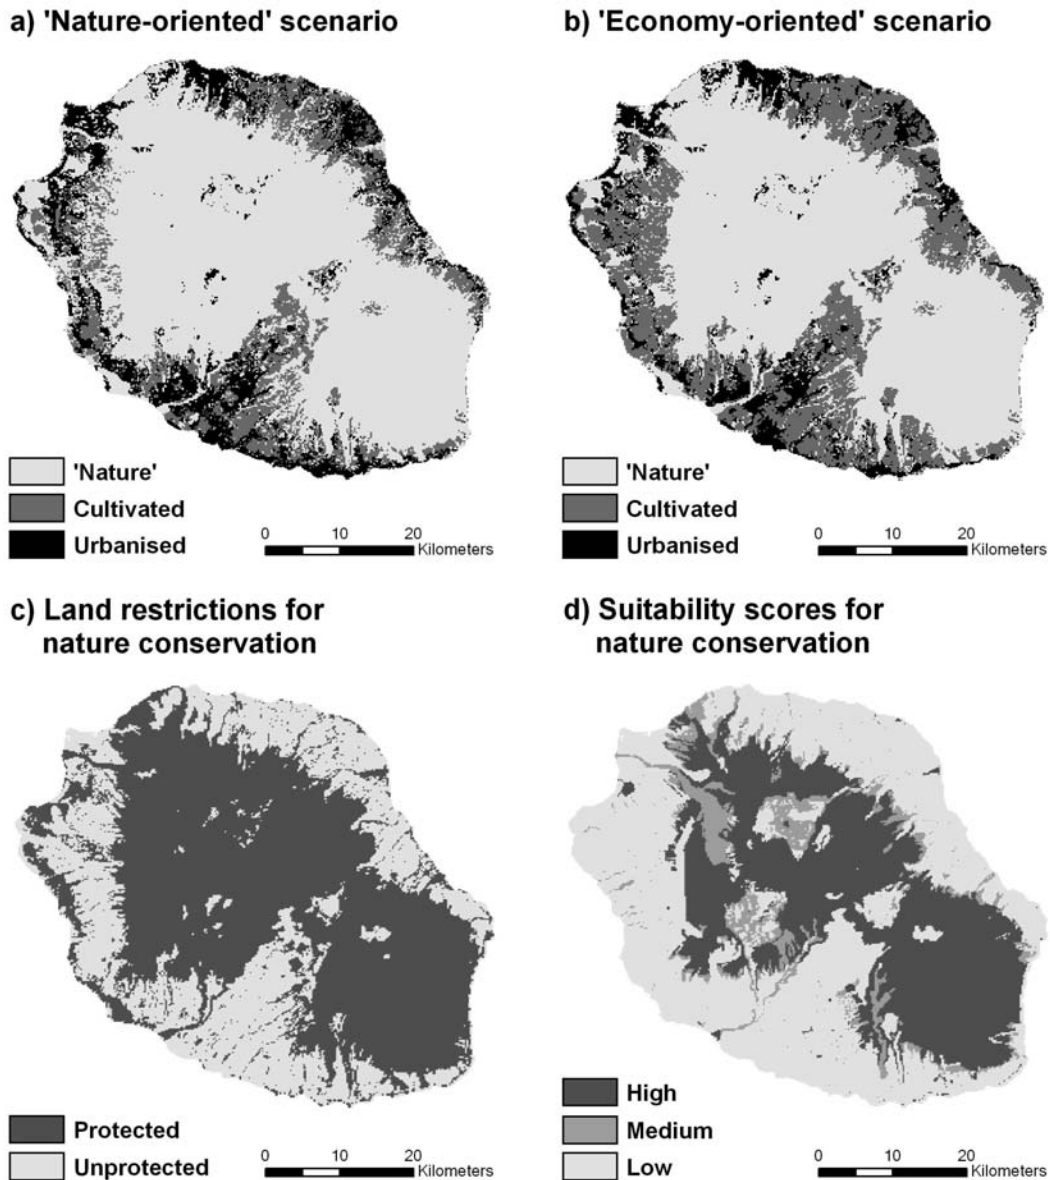 a) 'Nature-oriented' scenario
'Nature'
Cultivated
Urbanised
0 10 20
Kilometers
b) 'Economy-oriented' scenario
'Nature'
Cultivated
Urbanised
0 10 20
Kilometers
c) Land restrictions for
nature conservation
Protected
Unprotected
0 10 20
Kilometers
d) Suitability scores for
nature conservation
High
Medium
Low
0 10 20
Kilometers